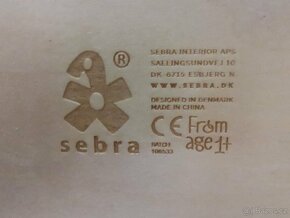 SEBRA INTERIOR APS
SALLINGSUNDVEJ 10
DK-6715 ESBJERG N
WWW.SEBRA.DK
DESIGNED IN DENMARK
MADE IN CHINA
®
sebra
BATCH
CE From
age 1+